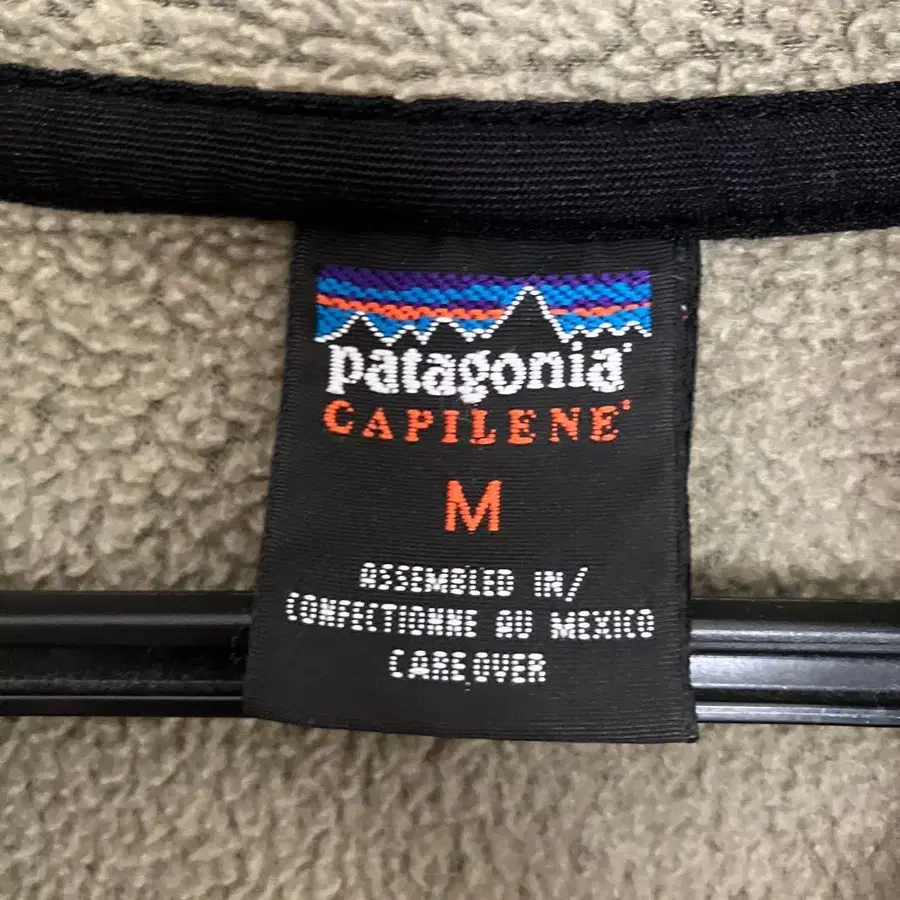 patagonia®
CAPILENE®
M
ASSEMBLED IN/
CONFECTIONNE AU MEXICO
CARE OVER